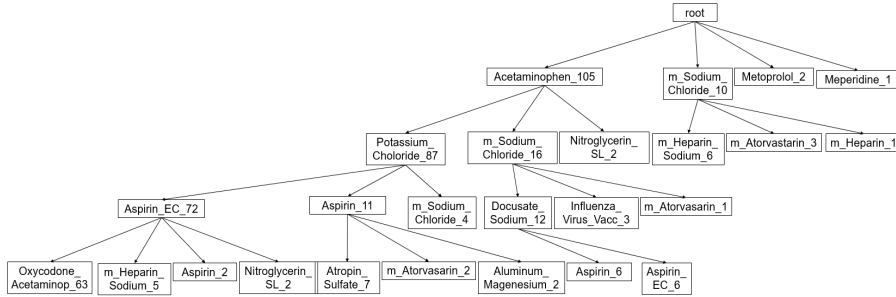 root
Acetaminophen_105
m_Sodium_
Chloride_10
Metoprolol_2
Meperidine_1
Potassium_
Choloride_87
m_Sodium_
Chloride_16
Nitroglycerin_
SL_2
m_Heparin_
Sodium_6
m_Atorvastarin_3
m_Heparin_1
Aspirin_EC_72
Aspirin_11
m_Sodium_
Chloride_4
Docusate_
Sodium_12
Influenza_
Virus_Vacc_3
m_Atorvasarin_1
Oxycodone_
Acetaminop_63
m_Heparin_
Sodium_5
Aspirin_2
Nitroglycerin_
SL_2
Atropin_
Sulfate_7
m_Atorvasarin_2
Aluminum_
Magenesium_2
Aspirin_6
Aspirin_
EC_6